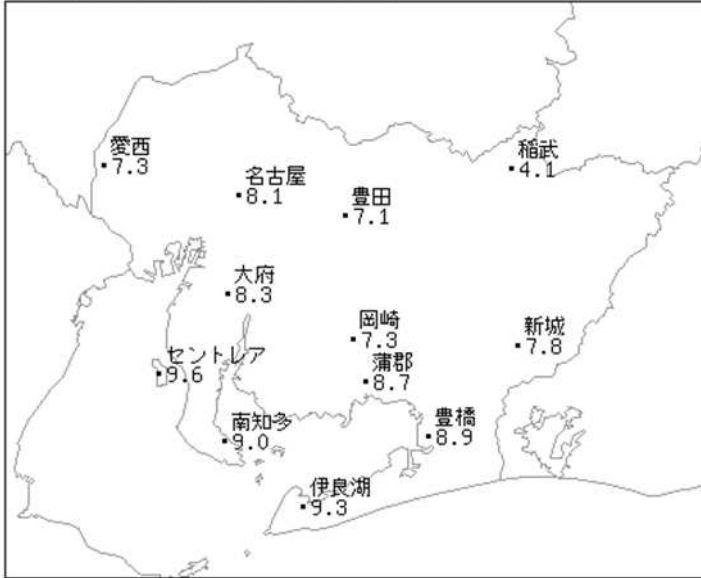 愛西
7.3
稲武
4.1
名古屋
8.1
豊田
7.1
大府
8.3
岡崎
7.3
新城
7.8
セントレア
9.6
蒲郡
8.7
南知多
9.0
豊橋
8.9
伊良湖
9.3